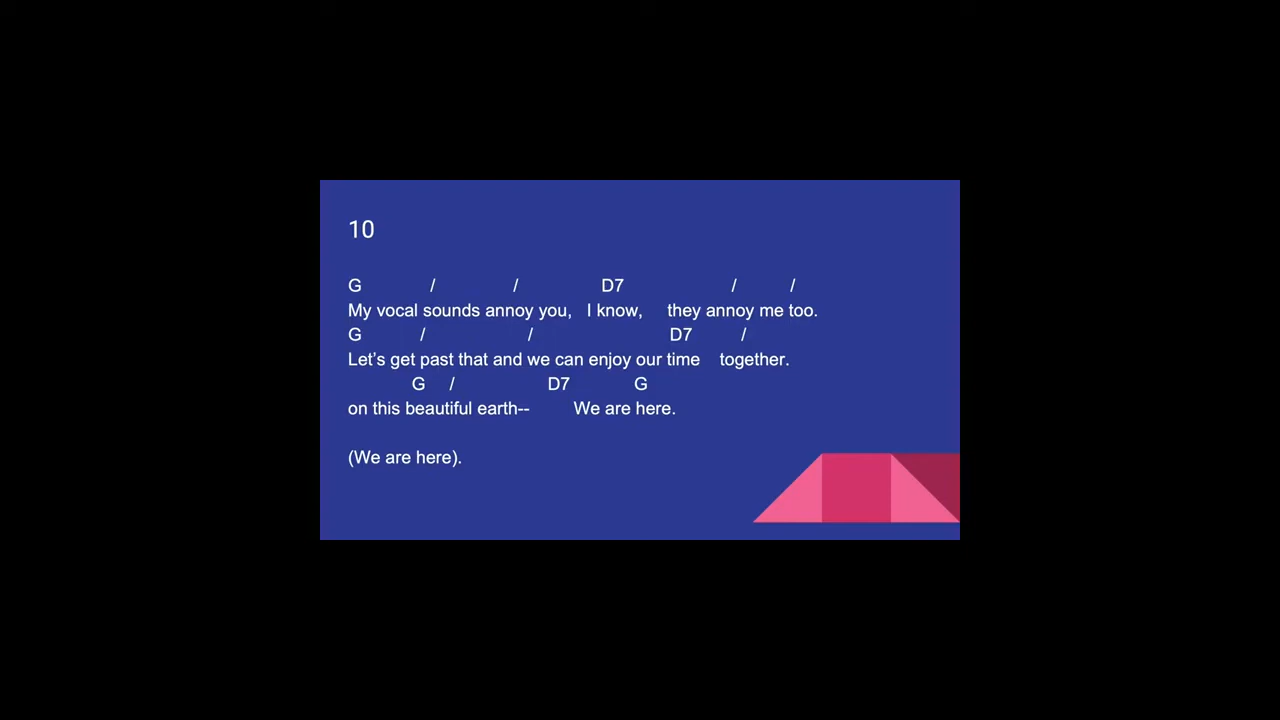 10
G / / D7 / /
My vocal sounds annoy you, I know, they annoy me too.
G / / D7 /
Let’s get past that and we can enjoy our time together.
G / D7 G
on this beautiful earth-- We are here.
(We are here).